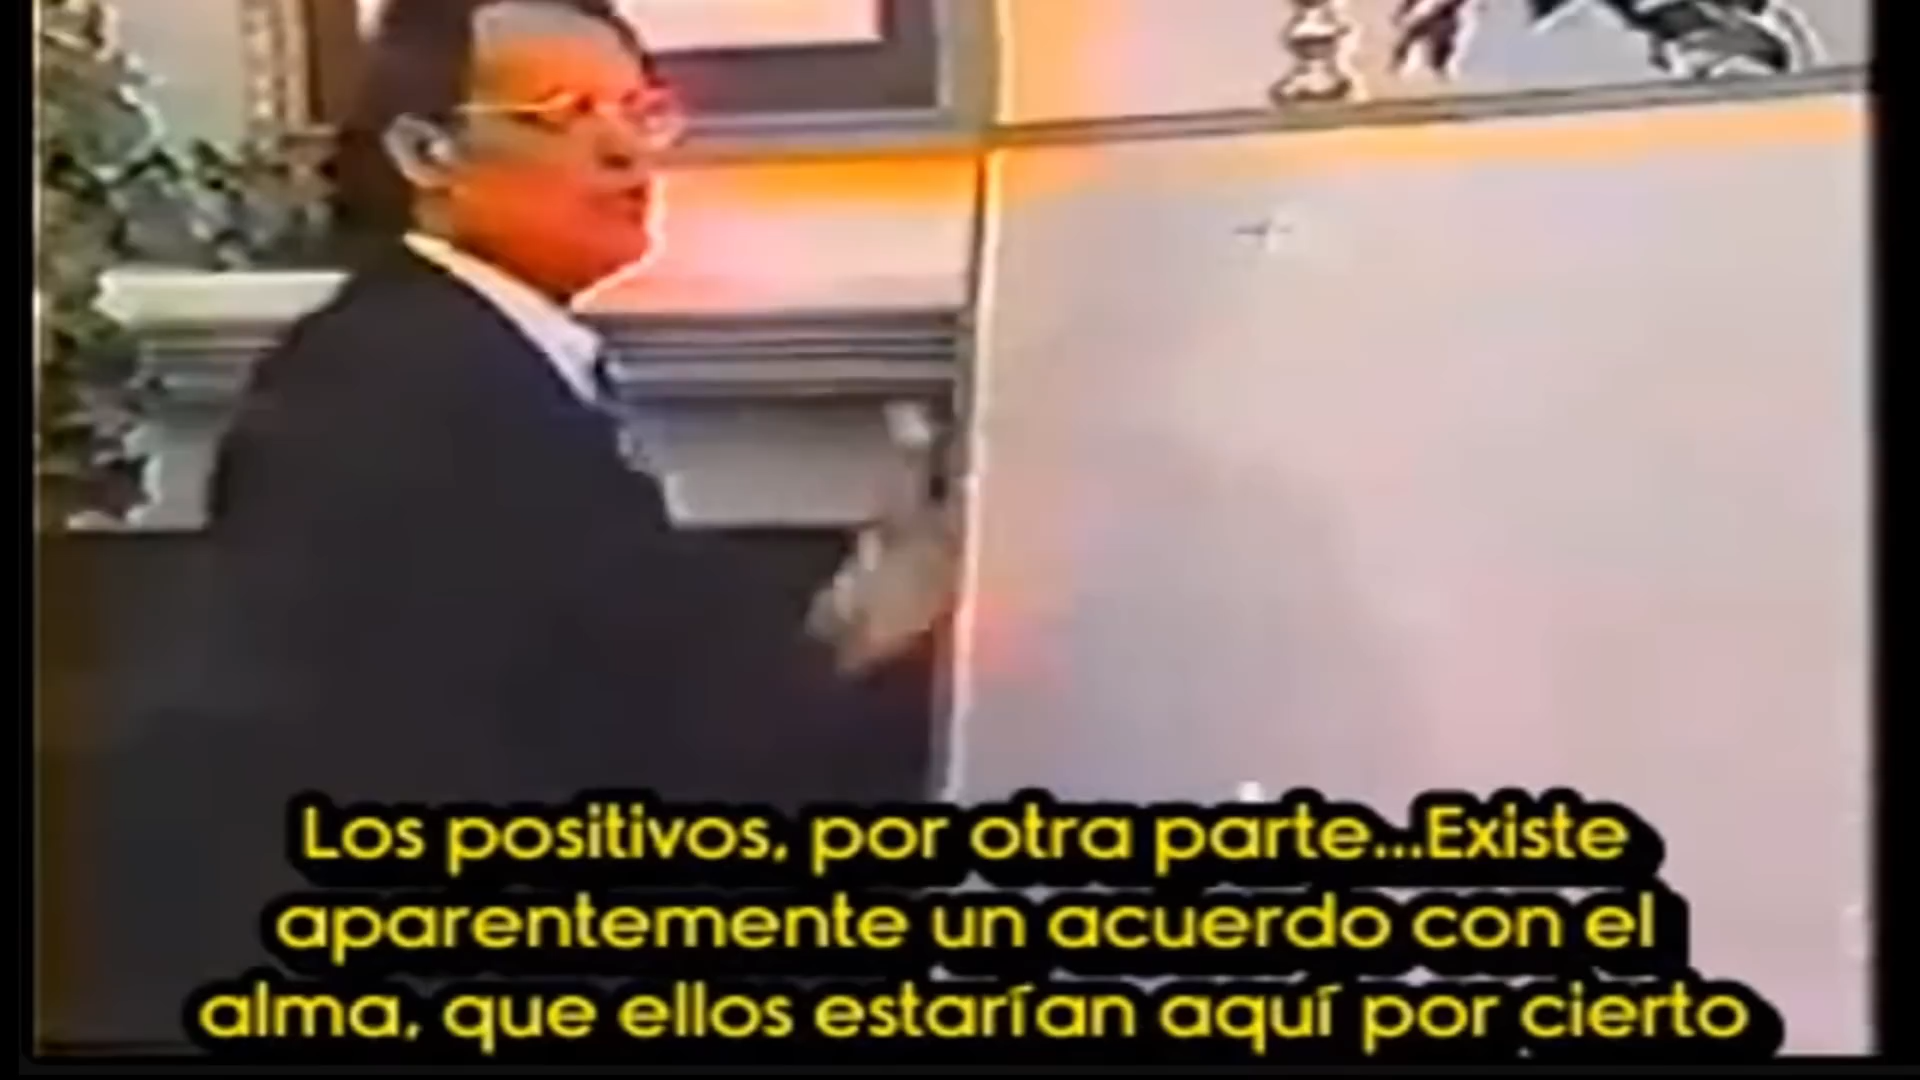 Los positivos, por otra parte...Existe
aparentemente un acuerdo con el
alma, que ellos estarían aquí por cierto